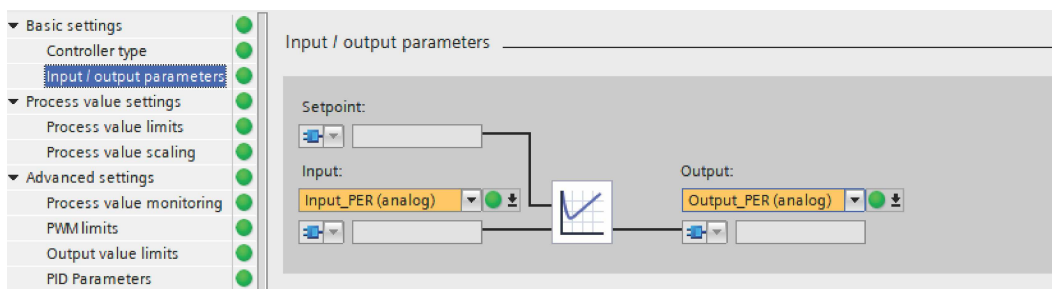 Basic settings
Controller type
Input / output parameters
Process value settings
Process value limits
Process value scaling
Advanced settings
Process value monitoring
PWM limits
Output value limits
PID Parameters
Input / output parameters
Setpoint:
Input:
Input_PER (analog)
Output:
Output_PER (analog)